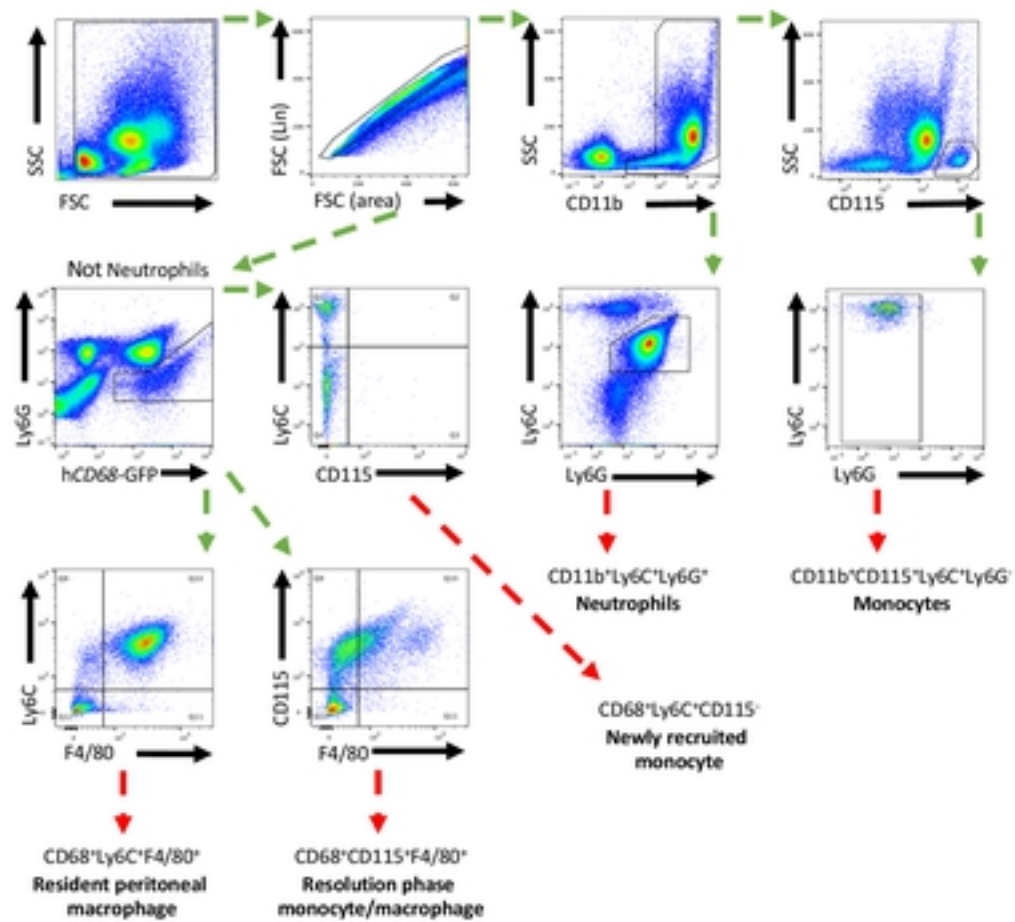 SSC
FSC
FSC (Lin)
FSC (area)
SSC
CD11b
SSC
CD115
Not Neutrophils
Ly6G
hCD68-GFP
Ly6C
CD115
Ly6C
Ly6G
Ly6C
Ly6G
CD11b⁺Ly6C⁺Ly6G⁺
Neutrophils
CD11b⁺CD115⁺Ly6C⁺Ly6G⁻
Monocytes
Ly6C
F4/80
CD115
F4/80
CD68⁺Ly6C⁺CD115⁻
Newly recruited
monocyte
CD68⁺Ly6C⁺F4/80⁺
Resident peritoneal
macrophage
CD68⁺CD115⁺F4/80⁺
Resolution phase
monocyte/macrophage